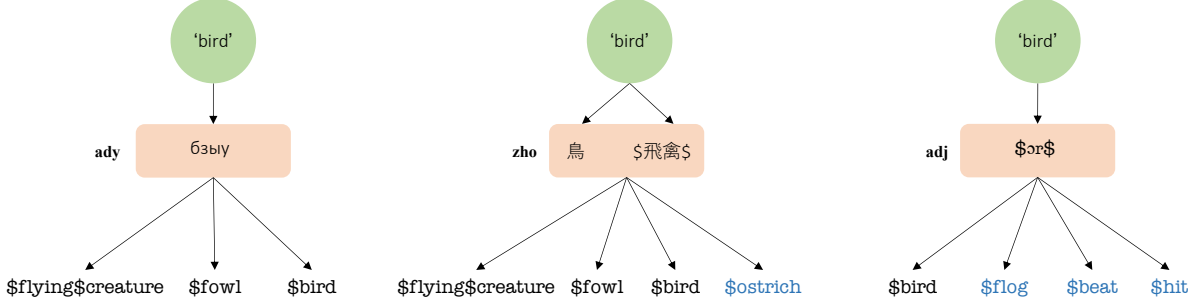 ‘bird’ ‘bird’ ‘bird’
ady бзыу zho 鳥 $飛禽$ adj $ɔr$
$flying$creature $fowl $bird $flying$creature $fowl $bird $ostrich $bird $flog $beat $hit